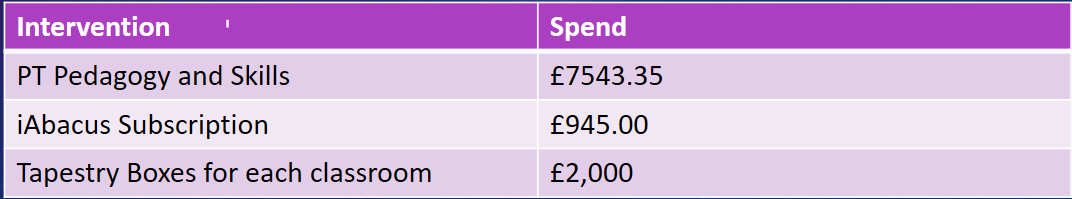 Intervention Spend
PT Pedagogy and Skills £7543.35
iAbacus Subscription £945.00
Tapestry Boxes for each classroom £2,000